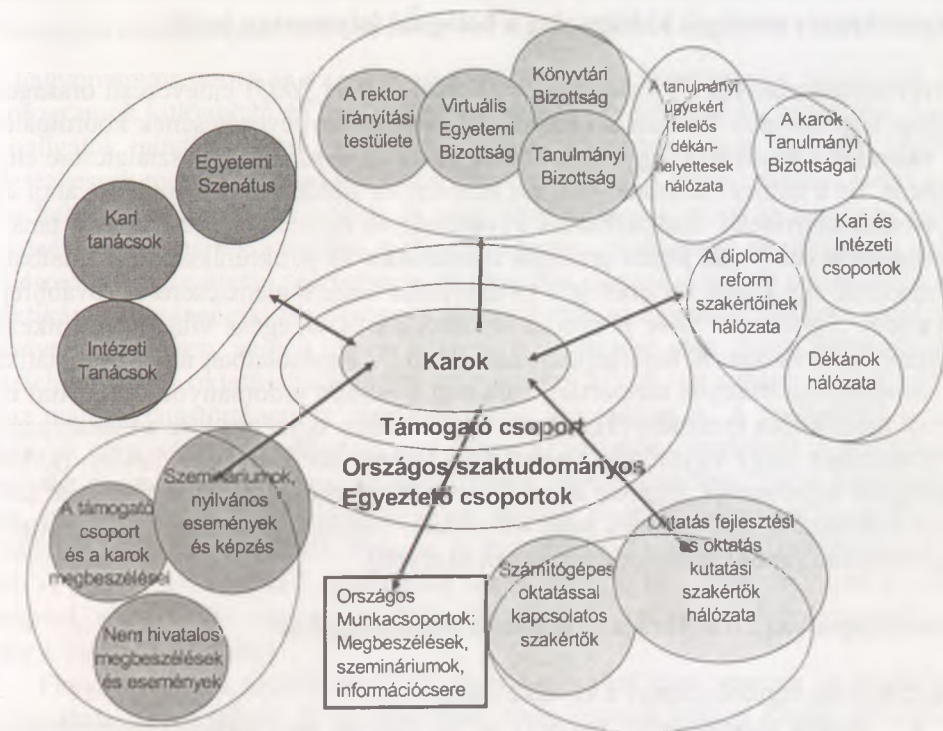 A rektor
irányítási
testülete
Virtuális
Egyetemi
Bizottság
Könyvtári
Bizottság
Tanulmányi
Bizottság
A tanulmányi
ügyekért
felelős
dékán-
helyettesek
hálózata
A karok
Tanulmányi
Bizottságai
Kari és
Intézeti
csoportok
A diploma
reform
szakértőinek
hálózata
Dékánok
hálózata
Egyetemi
Szenátus
Kari
tanácsok
Intézeti
Tanácsok
Karok
Támogató csoport
Országos szaktudományos
Egyeztető csoportok
Szemináriumok,
nyilvános
események
és képzés
A támogató
csoport
és a karok
megbeszélései
Nem hivatalos
megbeszélések
és események
Országos
Munkacsoportok:
Megbeszélések,
szemináriumok,
információcsere
Számítógépes
oktatással
kapcsolatos
szakértők
Oktatás fejlesztési
és oktatás
kutatási
szakértők
hálózata